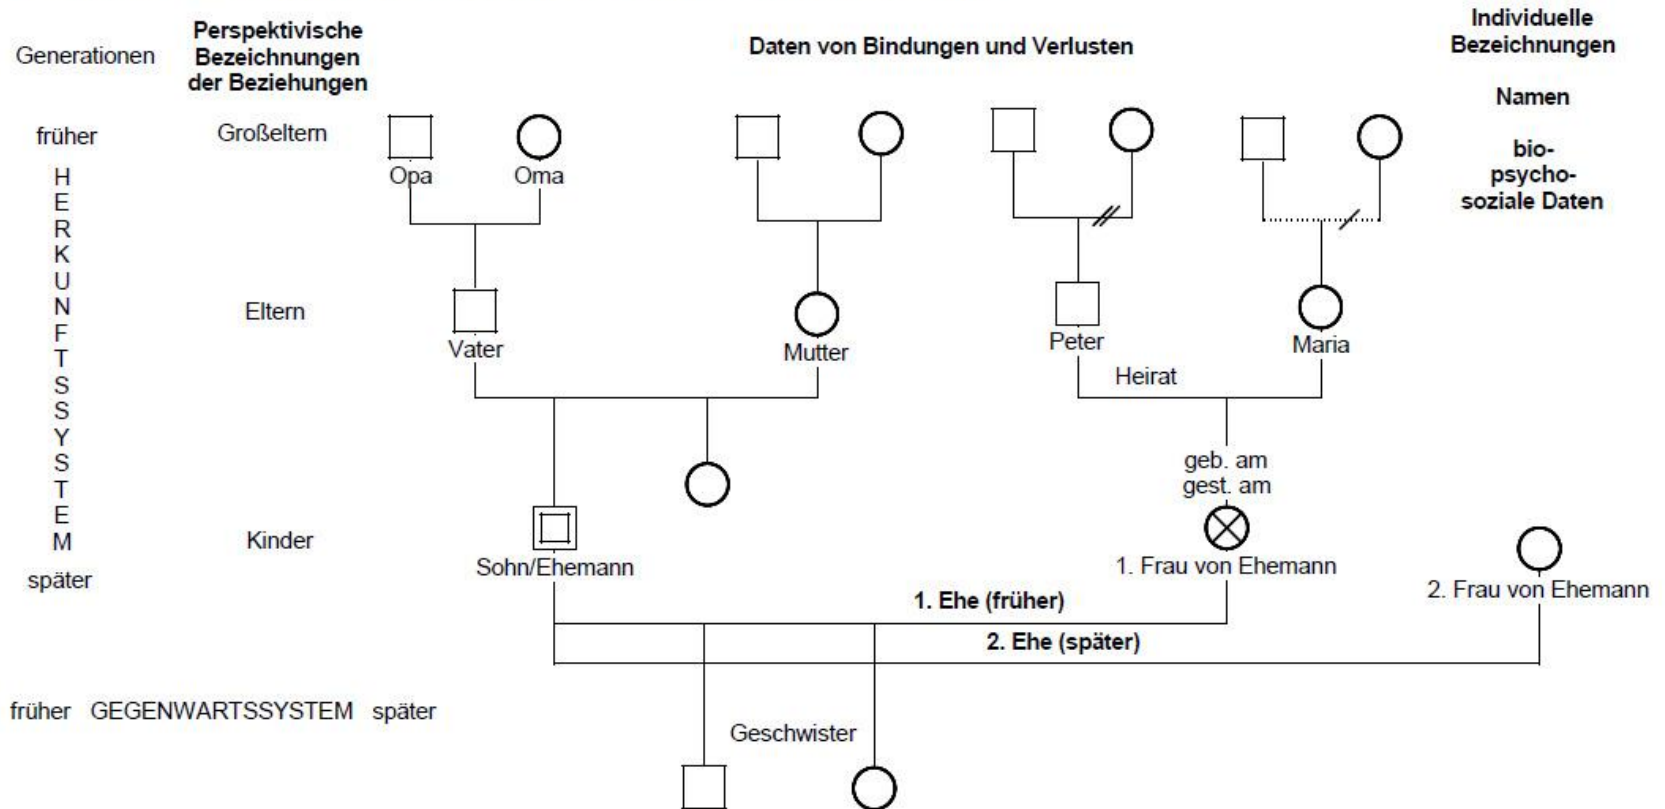 Generationen
Perspektivische
Bezeichnungen
der Beziehungen
Daten von Bindungen und Verlusten
Individuelle
Bezeichnungen
Namen
bio-
psycho-
soziale Daten
früher
Großeltern
Opa
Oma
H
E
R
K
U
N
F
T
S
S
Y
S
T
E
M
später
Eltern
Vater
Mutter
Peter
Maria
Heirat
geb. am
gest. am
Kinder
Sohn/Ehemann
1. Frau von Ehemann
2. Frau von Ehemann
1. Ehe (früher)
2. Ehe (später)
früher GEGENWARTSSYSTEM später
Geschwister